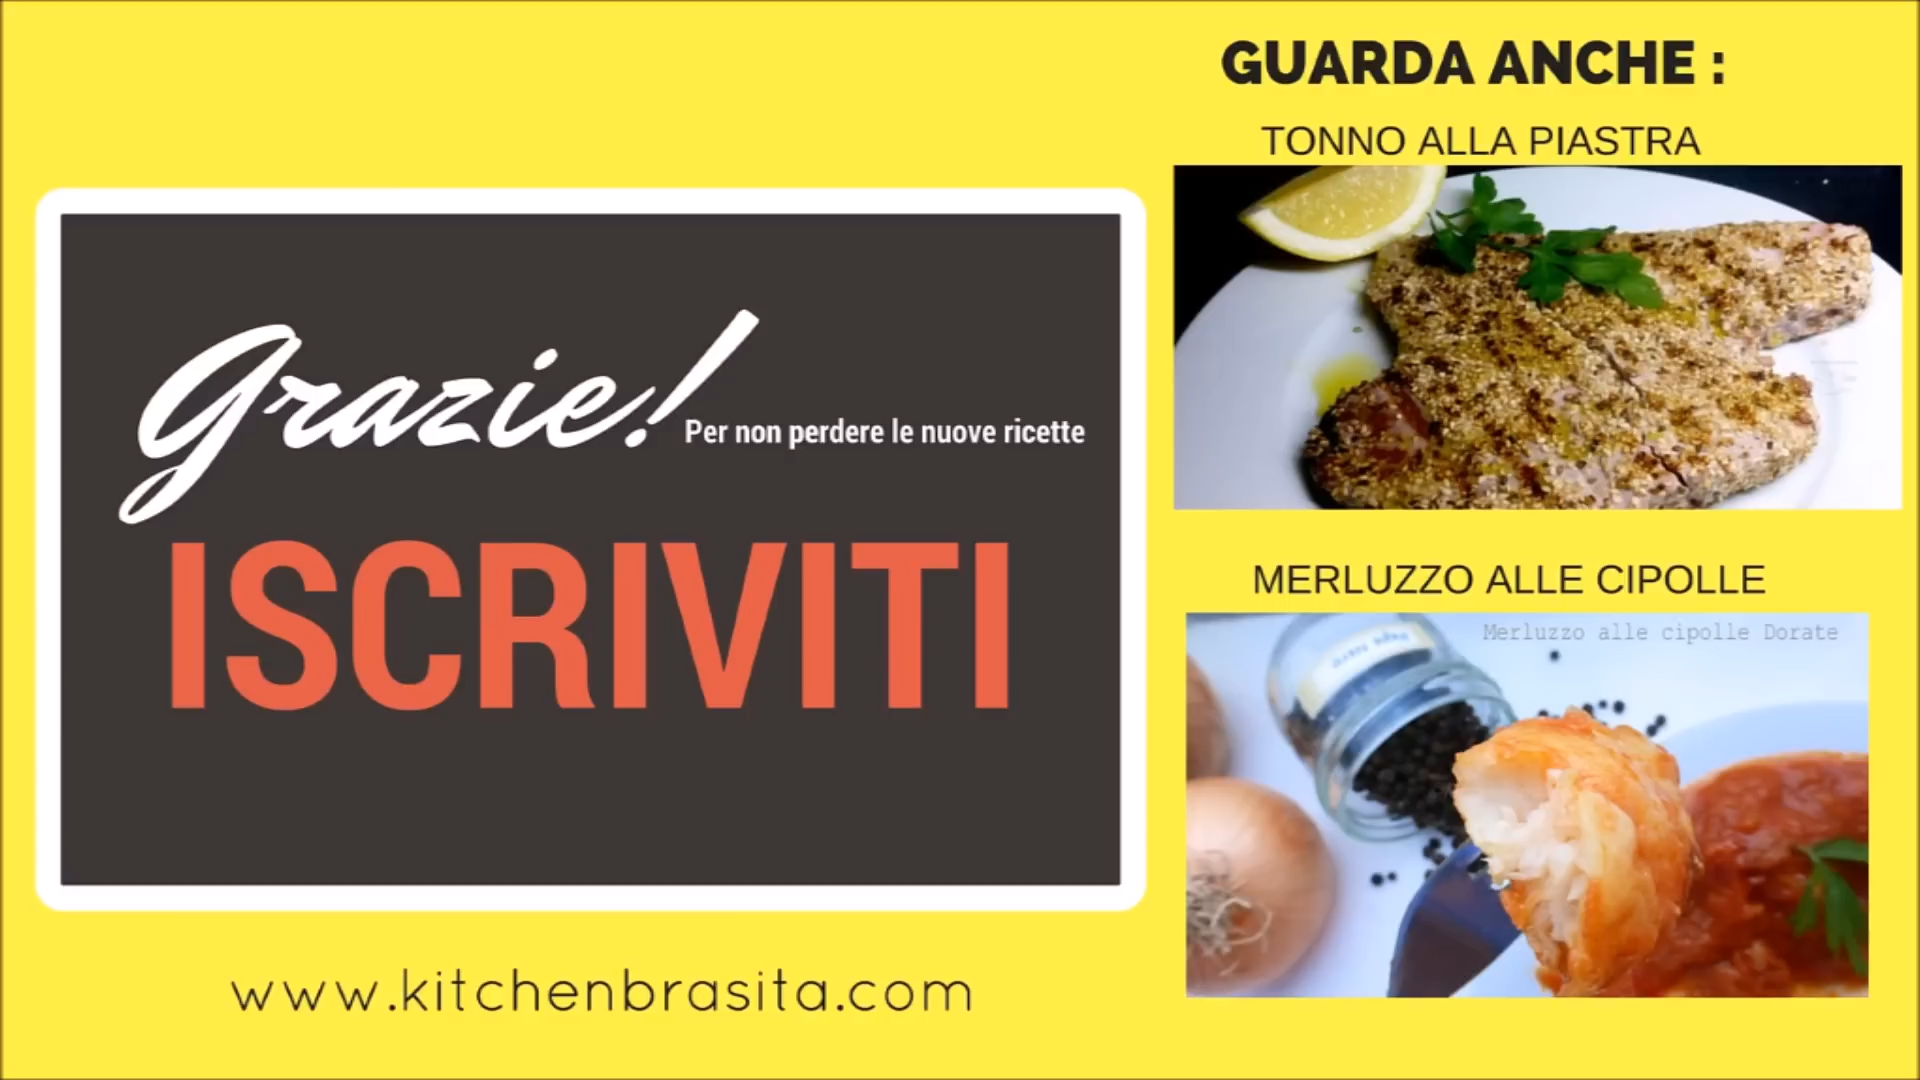 GUARDA ANCHE :
TONNO ALLA PIASTRA
Grazie! Per non perdere le nuove ricette
ISCRIVITI
MERLUZZO ALLE CIPOLLE
Merluzzo alle cipolle Dorate
www.kitchenbrasita.com